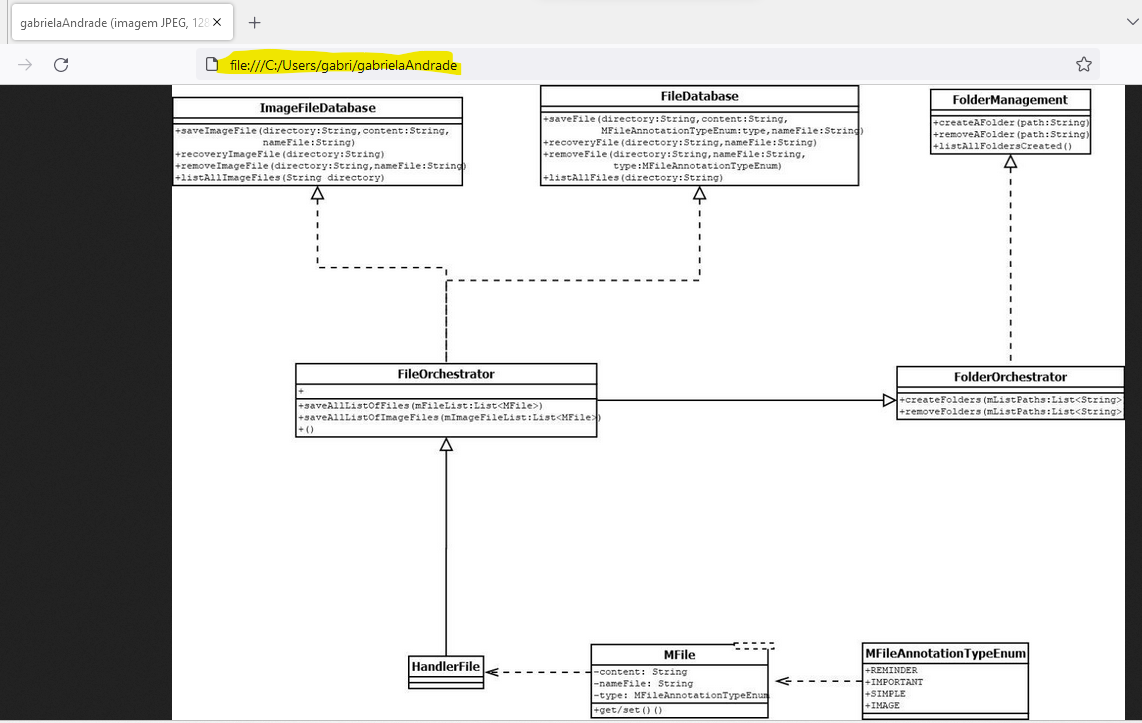 gabrielaAndrade (imagem JPEG, 128
file:///C:/Users/gabri/gabrielaAndrade
ImageFileDatabase
+saveImageFile(directory:String,content:String,
nameFile:String)
+recoveryImageFile(directory:String)
+removeImageFile(directory:String,nameFile:String)
+listAllImageFiles(String directory)
FileDatabase
+saveFile(directory:String,content:String,
MFileAnnotationTypeEnum:type,nameFile:String)
+recoveryFile(directory:String,nameFile:String)
+removeFile(directory:String,nameFile:String,
type:MFileAnnotationTypeEnum)
+listAllFiles(directory:String)
FolderManagement
+createAFolder(path:String)
+removeAFolder(path:String)
+listAllFoldersCreated()
FileOrchestrator
+
+saveAllListOfFiles(mFileList:List<MFile>)
+saveAllListOfImageFiles(mImageFileList:List<MFile>)
+()
FolderOrchestrator
+createFolders(mListPaths:List<String>
+removeFolders(mListPaths:List<String>
HandlerFile
MFile
-content: String
-nameFile: String
-type: MFileAnnotationTypeEnum
+get/set()()
MFileAnnotationTypeEnum
+REMINDER
+IMPORTANT
+SIMPLE
+IMAGE